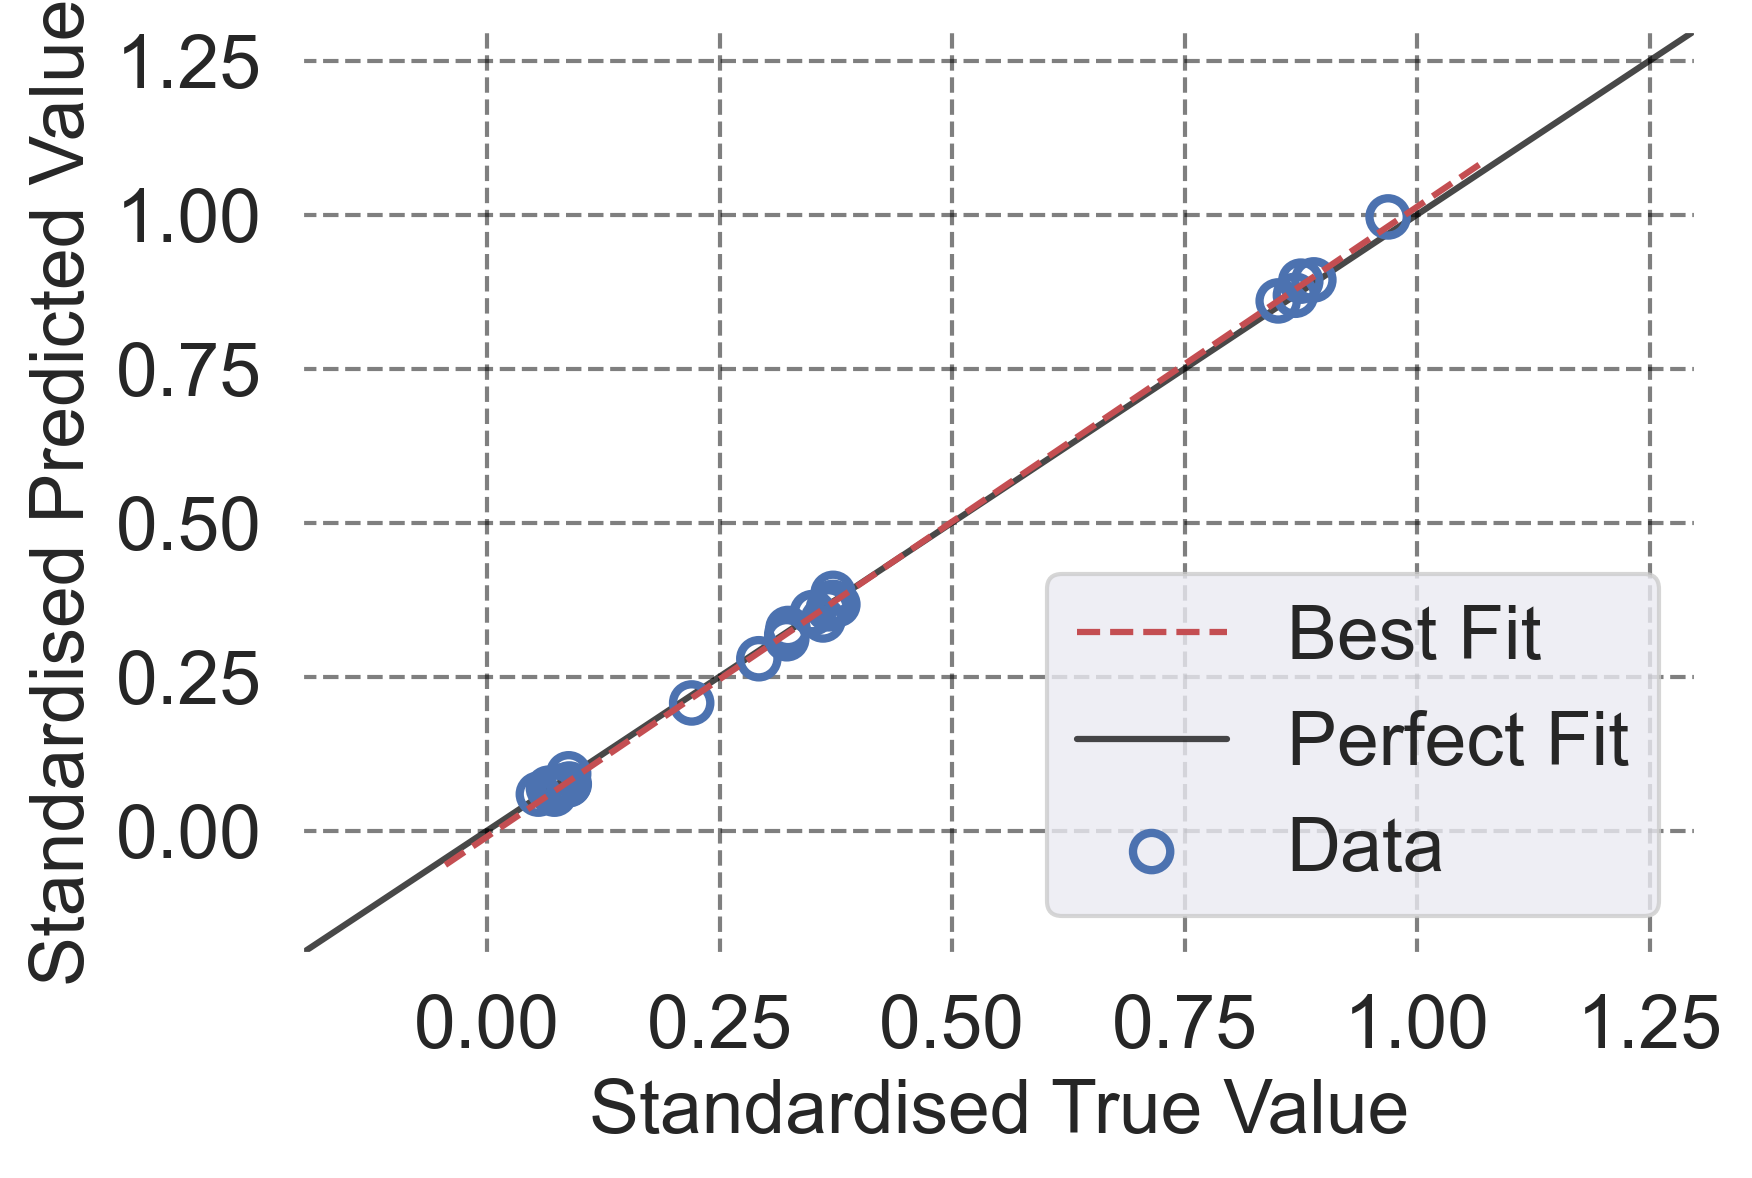 Standardised Predicted Value
1.25
1.00
0.75
0.50
0.25
0.00
Best Fit
Perfect Fit
Data
0.00 0.25 0.50 0.75 1.00 1.25
Standardised True Value